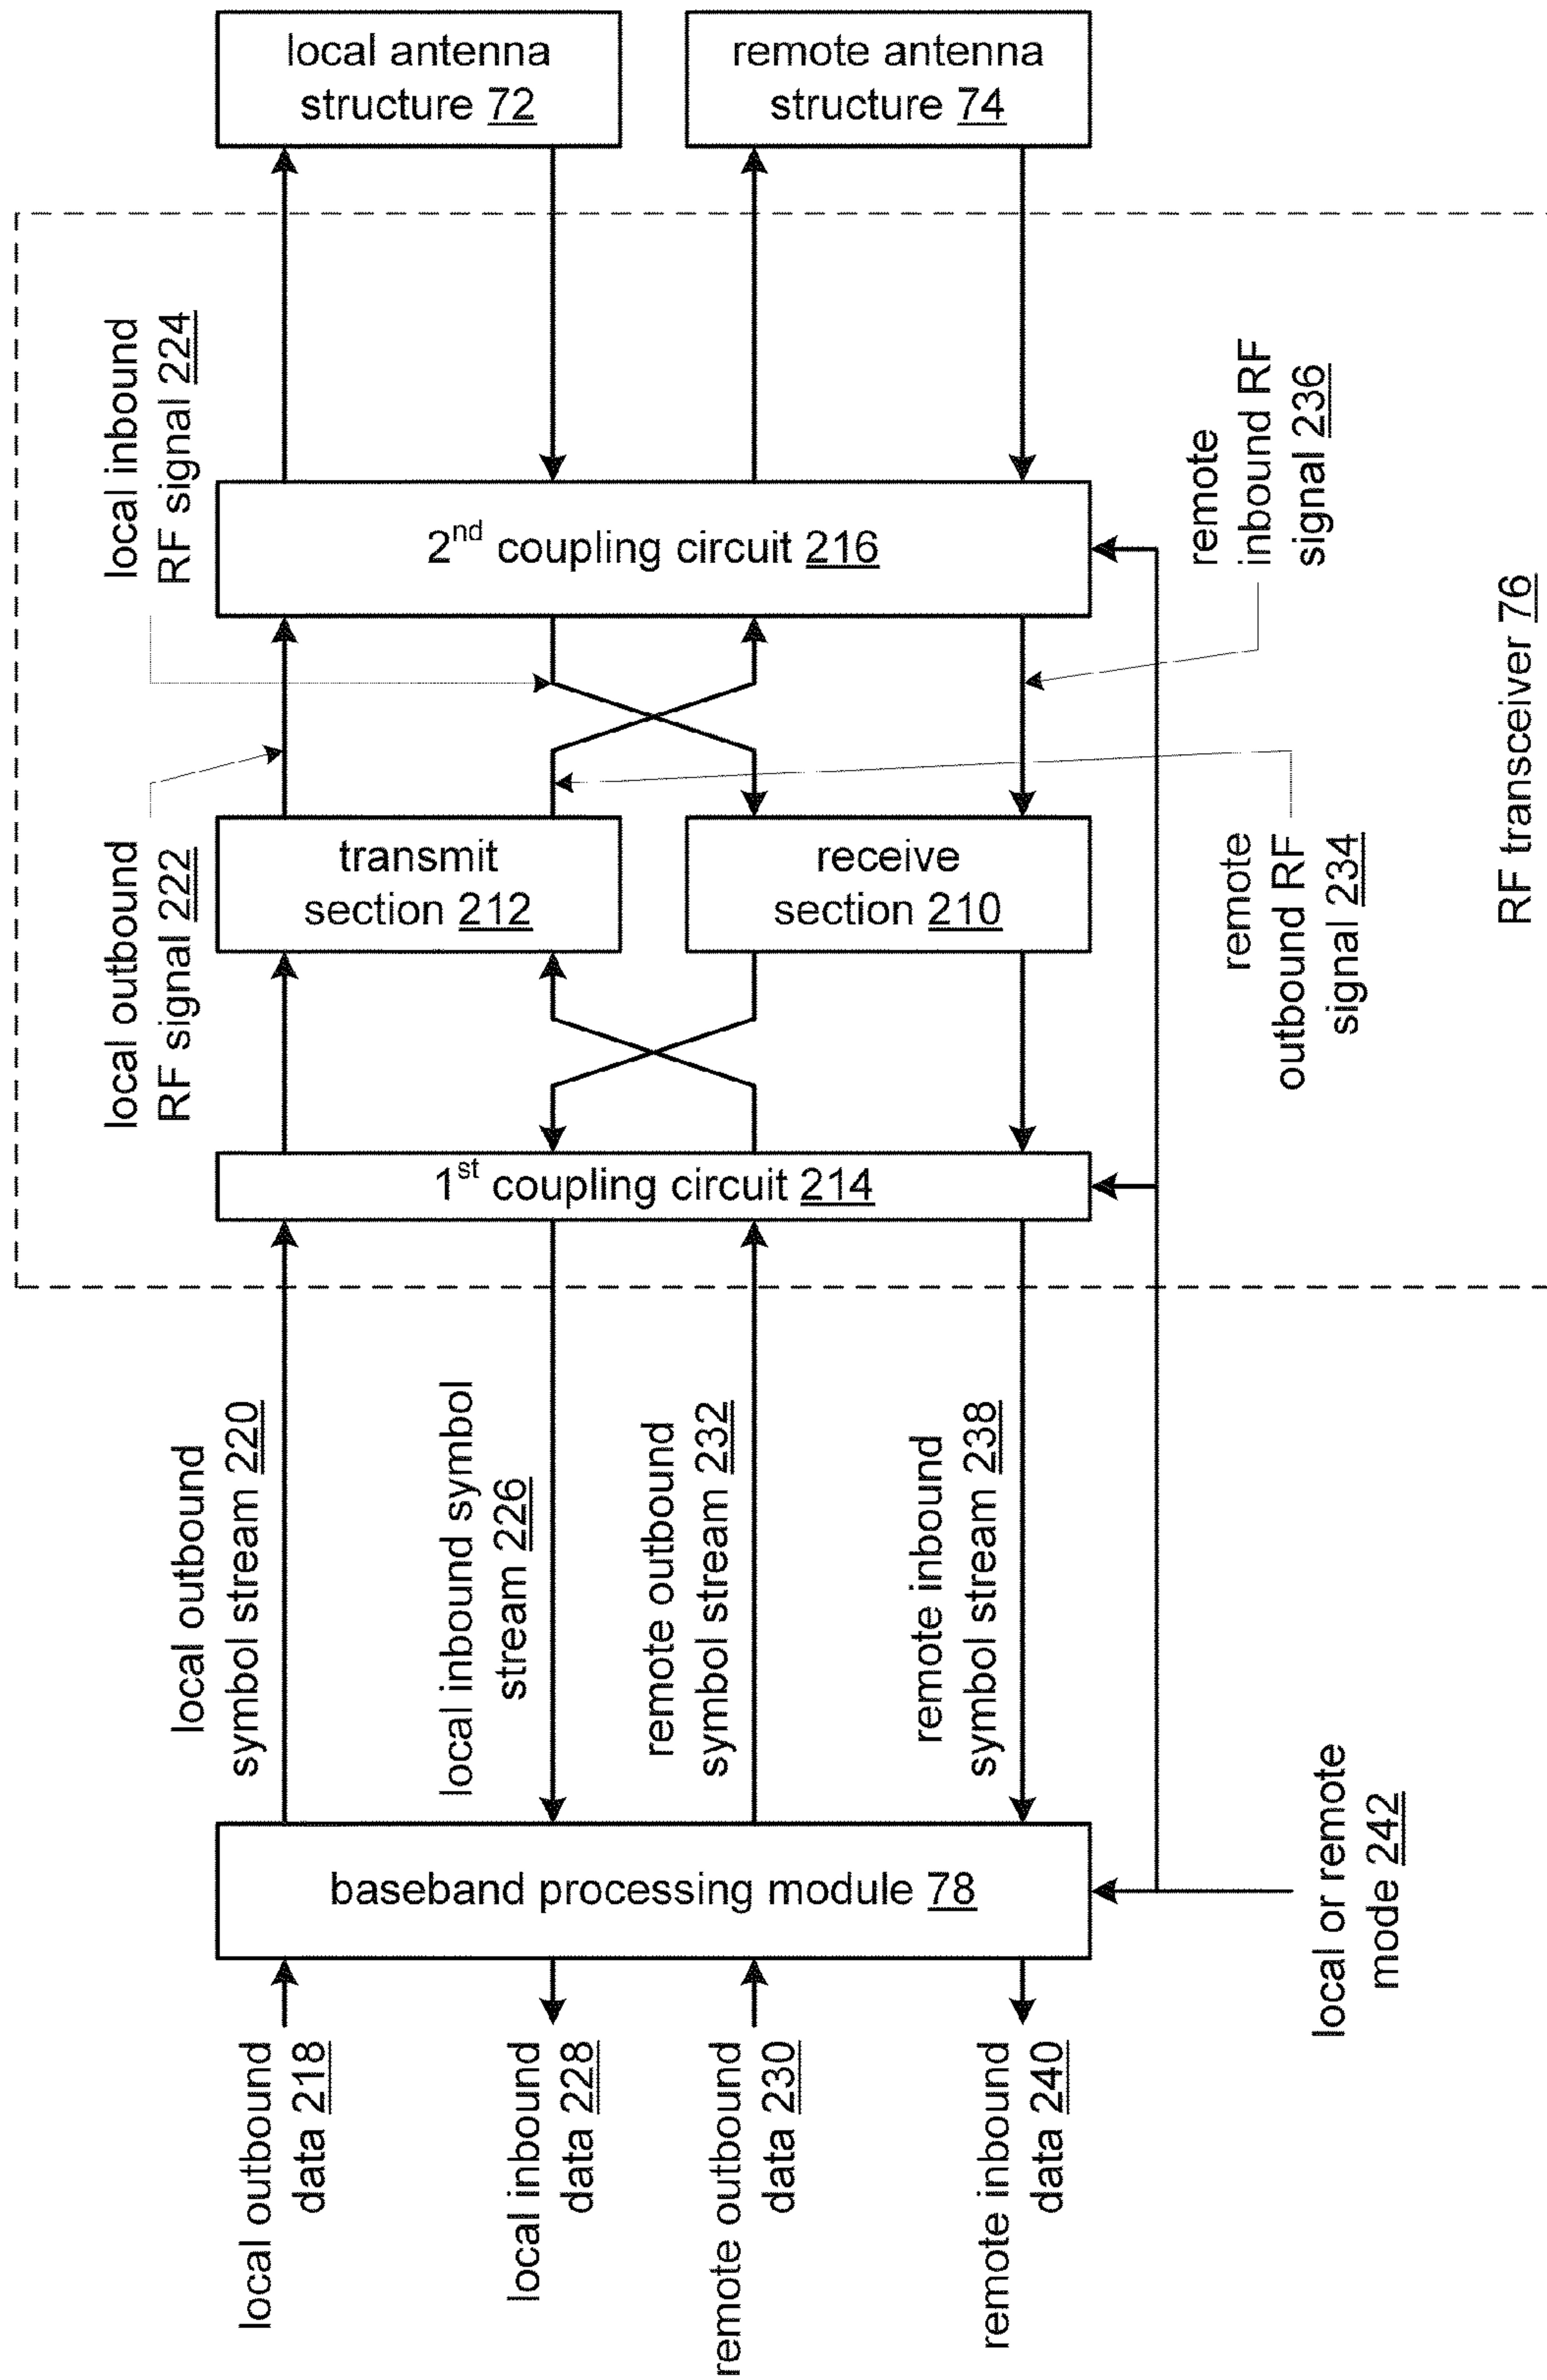 local antenna
structure 72
remote antenna
structure 74
local inbound
RF signal 224
2nd coupling circuit 216
remote
inbound RF
signal 236
RF transceiver 76
local outbound
RF signal 222
transmit
section 212
receive
section 210
remote
outbound RF
signal 234
1st coupling circuit 214
local outbound
symbol stream 220
local inbound symbol
stream 226
remote outbound
symbol stream 232
remote inbound
symbol stream 238
baseband processing module 78
local or remote
mode 242
local outbound
data 218
local inbound
data 228
remote outbound
data 230
remote inbound
data 240